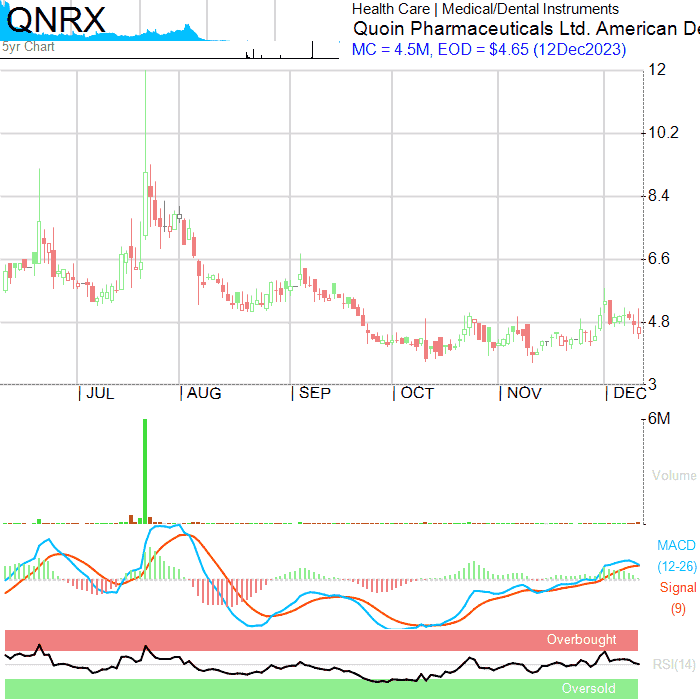 QNRX
5yr Chart
Health Care | Medical/Dental Instruments
Quoin Pharmaceuticals Ltd. American De
MC = 4.5M, EOD = $4.65 (12Dec2023)
12
10.2
8.4
6.6
4.8
3
| JUL | AUG | SEP | OCT | NOV | DEC
6M
Volume
MACD
(12-26)
Signal
(9)
Overbought
RSI(14)
Oversold